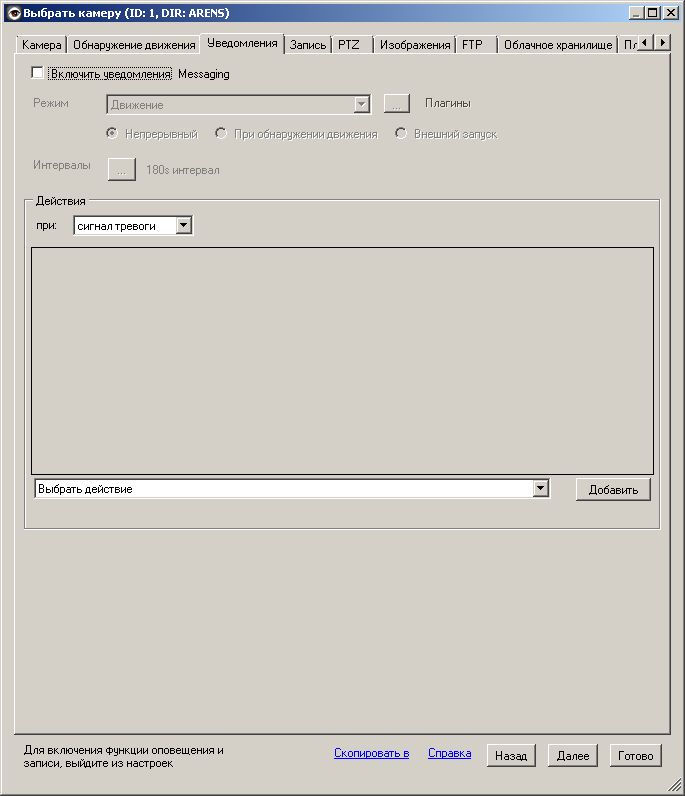 Выбрать камеру (ID: 1, DIR: ARENS)
Камера Обнаружение движения Уведомления Запись PTZ Изображения FTP Облачное хранилище Пл
Включить уведомления Messaging
Режим Движение ... Плагины
Непрерывный При обнаружении движения Внешний запуск
Интервалы ... 180s интервал
Действия
при: сигнал тревоги
Выбрать действие Добавить
Для включения функции оповещения и
записи, выйдите из настроек
Скопировать в Справка Назад Далее Готово